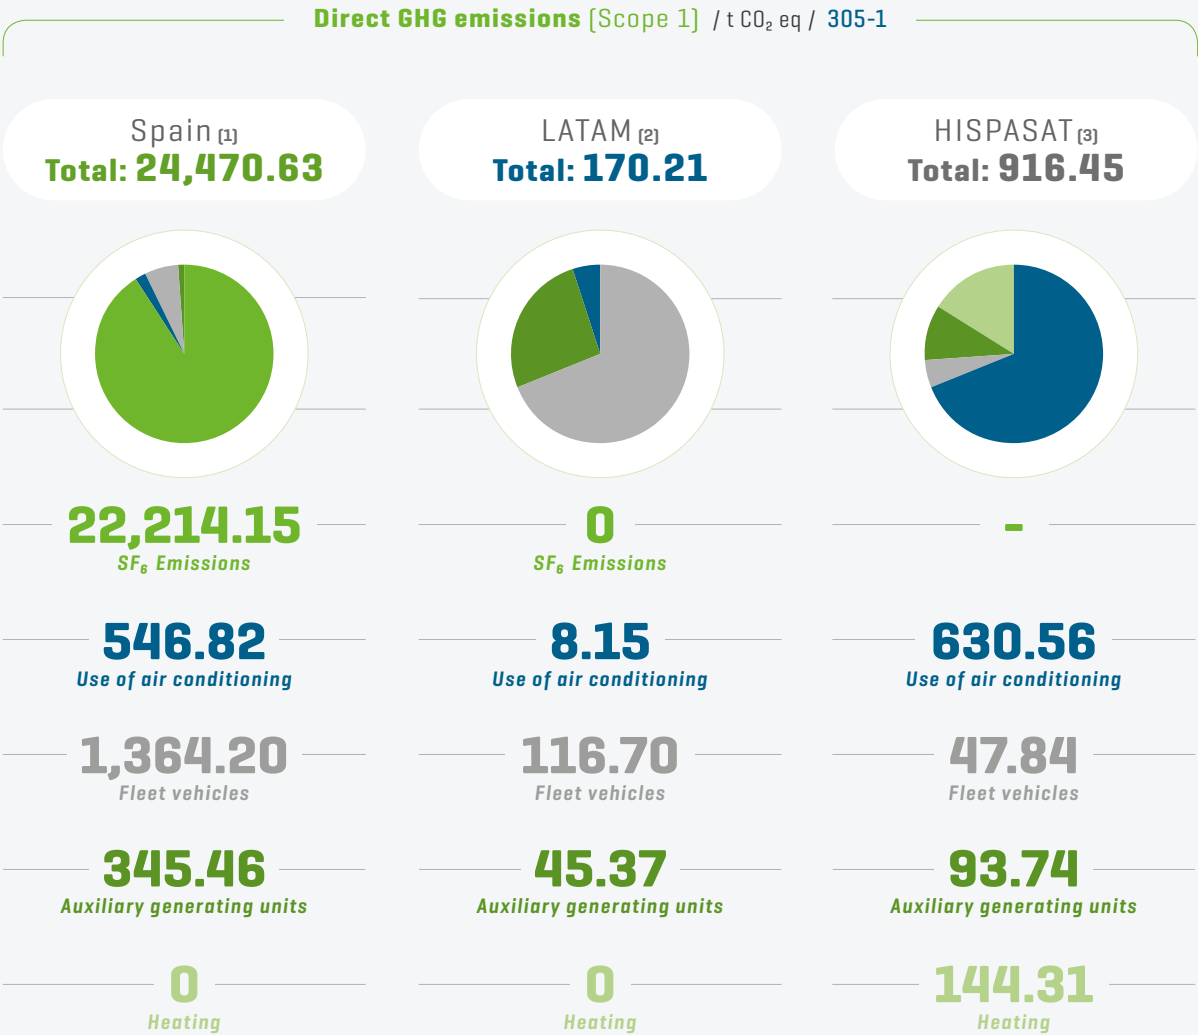 Direct GHG emissions (Scope 1) / t CO₂ eq / 305-1
Spain (1)
Total: 24,470.63
LATAM (2)
Total: 170.21
HISPASAT (3)
Total: 916.45
22,214.15
SF₆ Emissions
0
SF₆ Emissions
-
546.82
Use of air conditioning
8.15
Use of air conditioning
630.56
Use of air conditioning
1,364.20
Fleet vehicles
116.70
Fleet vehicles
47.84
Fleet vehicles
345.46
Auxiliary generating units
45.37
Auxiliary generating units
93.74
Auxiliary generating units
0
Heating
0
Heating
144.31
Heating